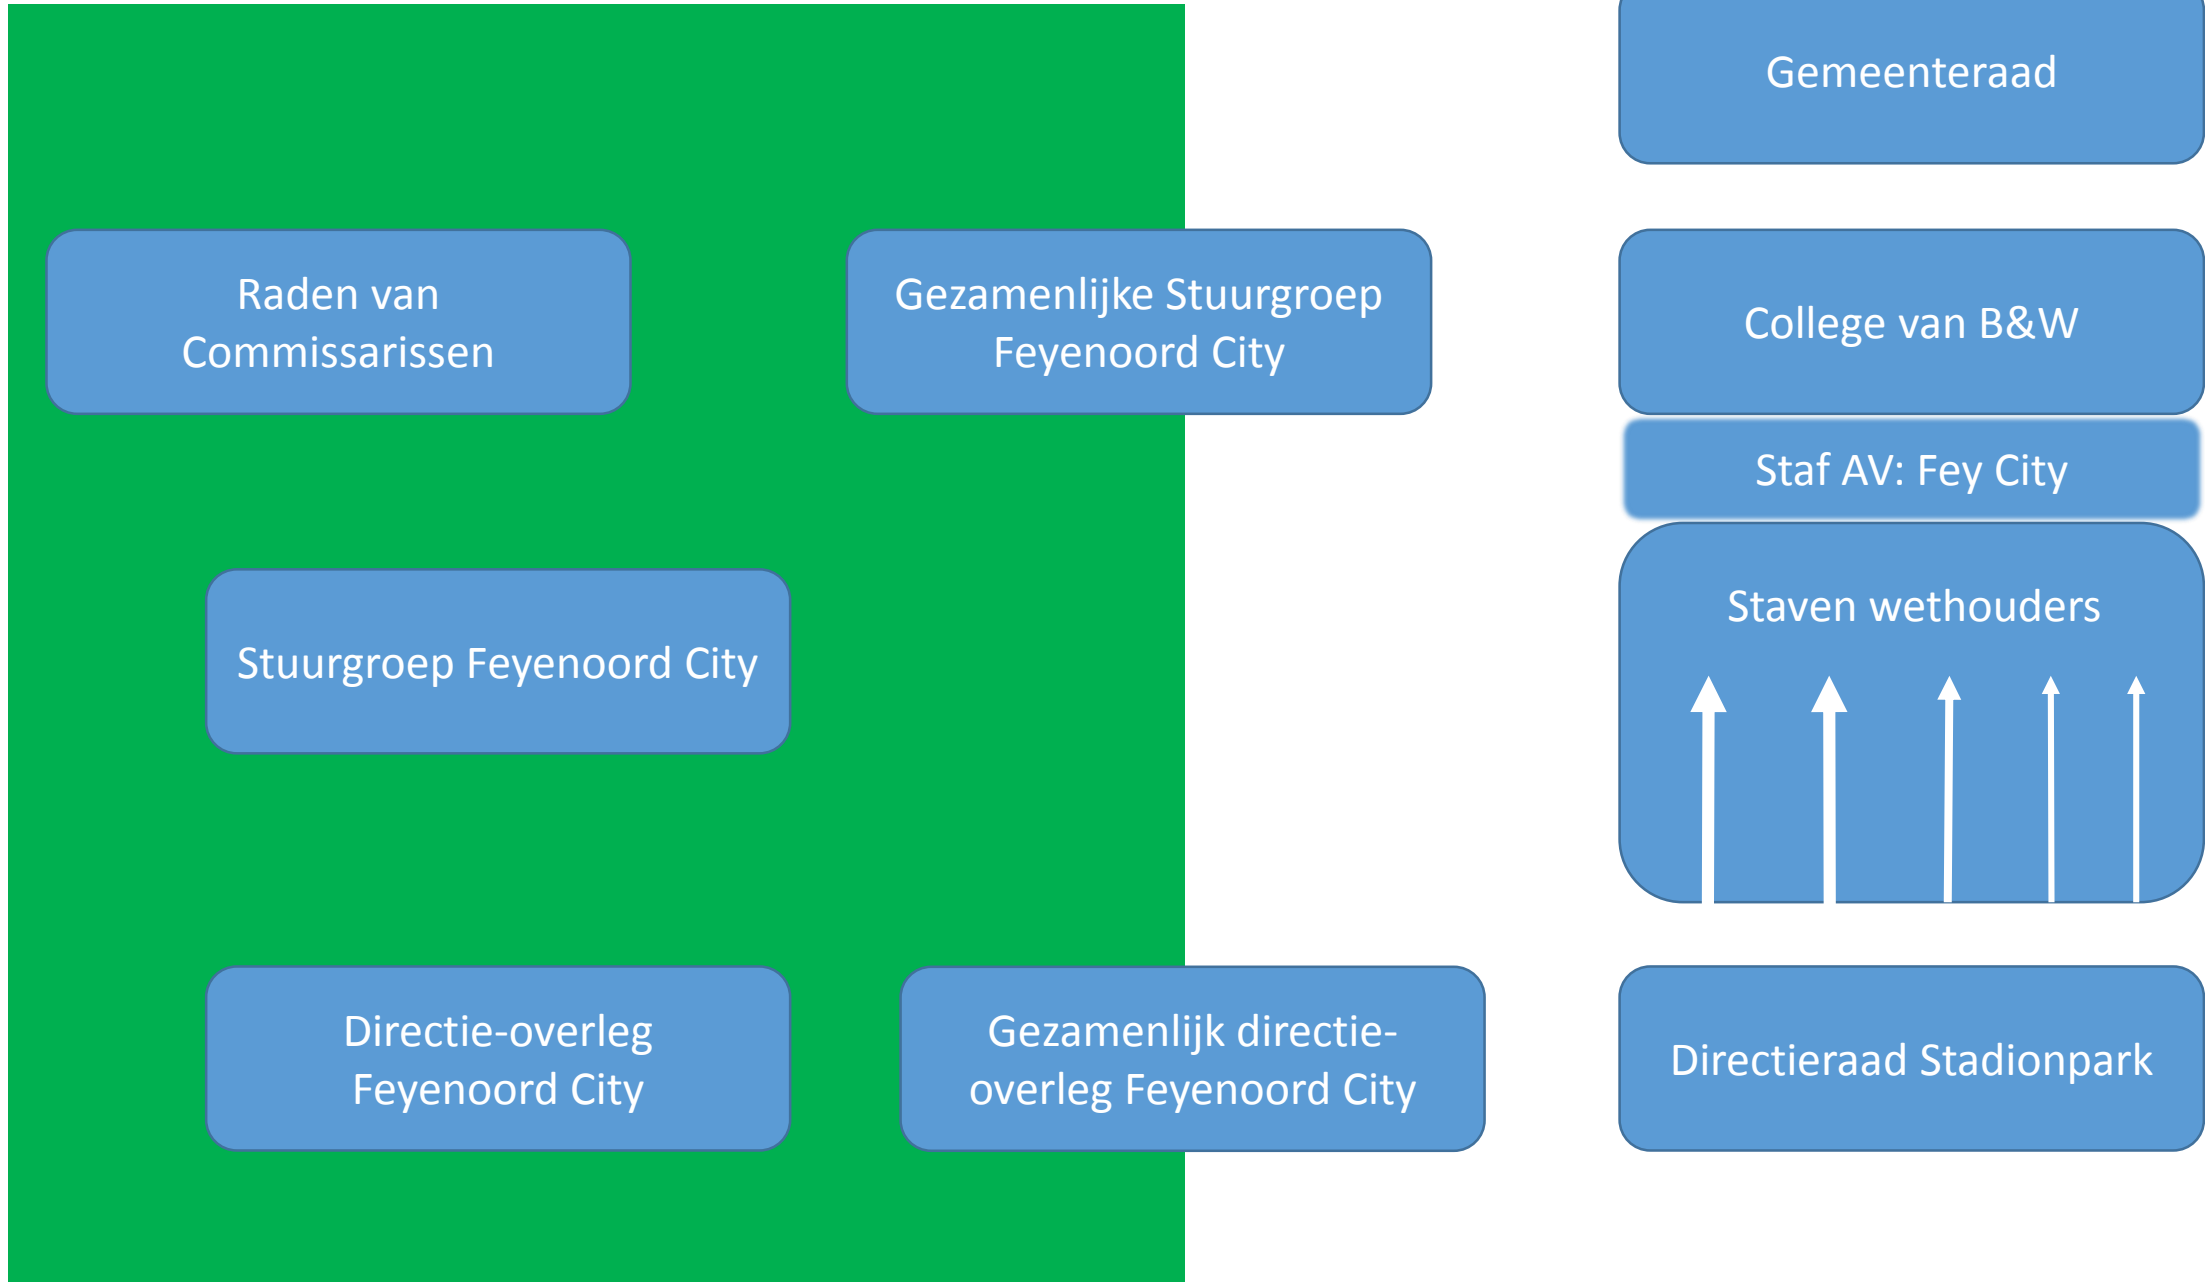 Gemeenteraad
Raden van
Commissarissen
Gezamenlijke Stuurgroep
Feyenoord City
College van B&W
Staf AV: Fey City
Staven wethouders
Stuurgroep Feyenoord City
Directie-overleg
Feyenoord City
Gezamenlijk directie-
overleg Feyenoord City
Directieraad Stadionpark